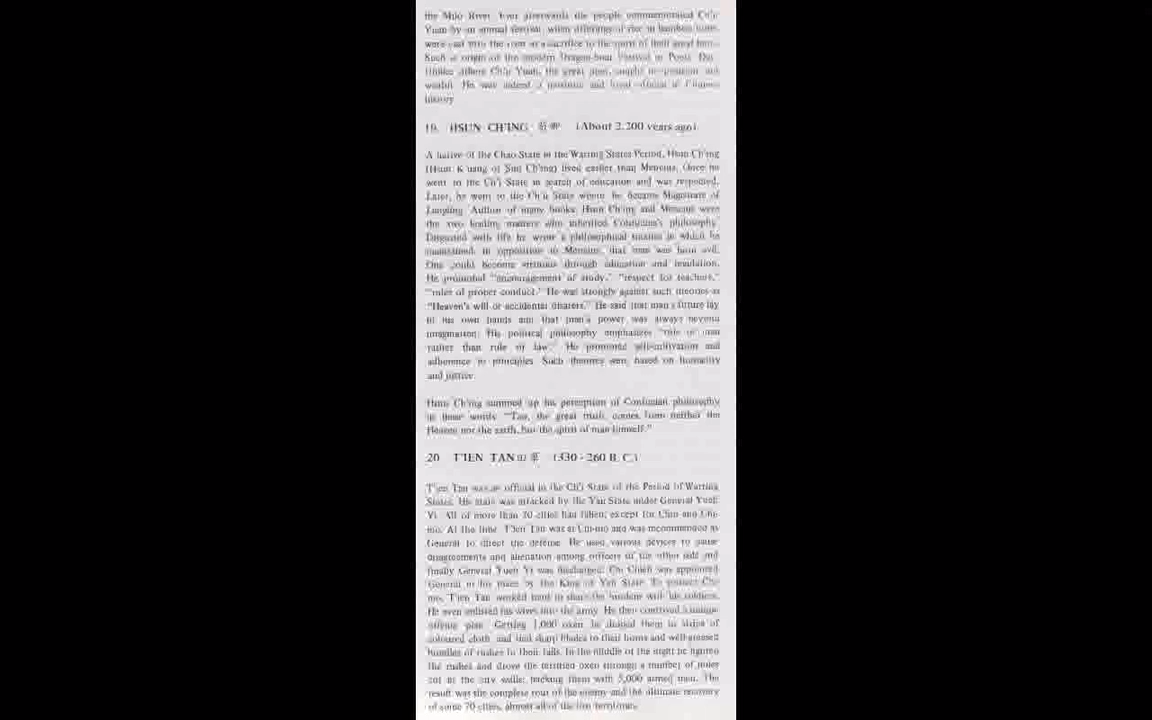 the Milo River. Ever afterwards the people commemorated Ch'u
Yuan by an annual festival, when offerings of rice in bamboo
were cast into the river as a sacrifice to the spirit of their great hero.
Such is origin of the modern Dragon-boat Festival or Poets' Day.
Ch'u Yuan, the great poet, sought no position and
wealth. He was indeed a patriotic and loyal official in Chinese
history.
19. HSUN CH'ING 荀卿 (About 2,200 years ago)
A native of the Chao State in the Warring States Period, Hsun Ch'ing
(Hsun K'uang or Sun Ch'ing) lived earlier than Mencius. Once he
went to the Ch'i State in search of education and was respected.
Later, he went to the Ch'u State where he became Magistrate of
Lanling. Author of many books, Hsun Ch'ing and Mencius were
the two leading masters who inherited Confucius's philosophy.
Disgusted with life he wrote a philosophical treatise in which he
maintained, in opposition to Mencius, that man was born evil.
One could become virtuous through education and
He promoted "encouragement of study," "respect for teachers,"
"rules of proper conduct." He was strongly against such theories as
"Heaven's will or accidental disasters." He said that man's future lay
in his own hands and that man's power was always beyond
imagination. His political philosophy emphasizes "rule of man
rather than rule of law." He promoted self-cultivation and
adherence to principles. Such theories were based on humanity
and justice.
Hsun Ch'ing summed up his perception of Confucian philosophy
in these words: "Tao, the great truth, comes from neither the
Heaven nor the earth, but the spirit of man himself."
20 T'IEN TAN 田單 (330 - 260 B. C.)
T'ien Tan was an official in the Ch'i State of the Period of Warring
States. His state was attacked by the Yen State under General Yueh
Yi. All of more than 70 cities had fallen, except for Chu and Chi-
mo. At the time, T'ien Tan was at Chi-mo and was recommended as
General to direct the defense. He used various devices to cause
disagreements and alienation among officers of the other side and
finally General Yueh Yi was discharged. Chi Chieh was appointed
General in his place by the King of Yen State. To protect Chi-
mo, T'ien Tan worked hard to share the burdens with his soldiers.
He even enlisted his wives into the army. He then contrived a unique
offense plan. Getting 1,000 oxen, he draped them in strips of
coloured cloth, and tied sharp blades to their horns and well-greased
bundles of rushes to their tails. In the middle of the night he lighted
the rushes and drove the terrified oxen through a number of holes
cut in the city walls, backing them with 5,000 armed men. The
result was the complete rout of the enemy and the ultimate recovery
of some 70 cities, almost all of the lost territories.